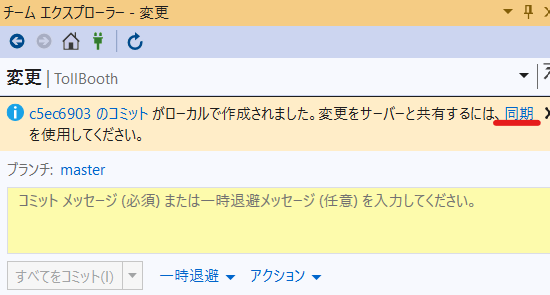 チーム エクスプローラー - 変更
変更 | TollBooth
c5ec6903 のコミット がローカルで作成されました。変更をサーバーと共有するには、同期
を使用してください。
ブランチ: master
コミット メッセージ (必須) または一時退避メッセージ (任意) を入力してください。
すべてをコミット(I) 一時退避 アクション